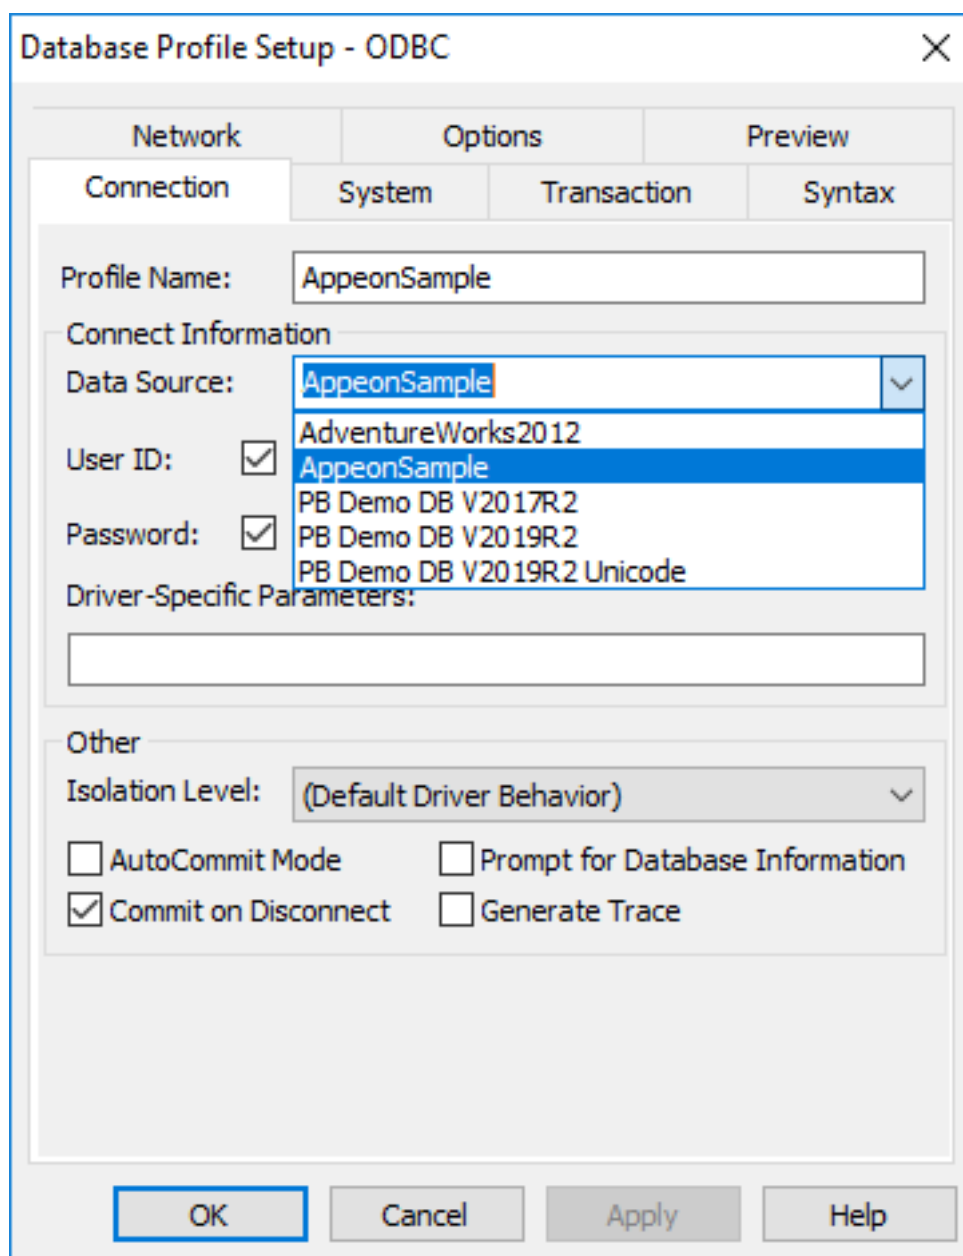 Database Profile Setup - ODBC
Network Options Preview
Connection System Transaction Syntax
Profile Name: AppeonSample
Connect Information
Data Source: AppeonSample
AdventureWorks2012
User ID: AppeonSample
PB Demo DB V2017R2
Password: PB Demo DB V2019R2
PB Demo DB V2019R2 Unicode
Driver-Specific Parameters:
Other
Isolation Level: (Default Driver Behavior)
AutoCommit Mode Prompt for Database Information
Commit on Disconnect Generate Trace
OK Cancel Apply Help